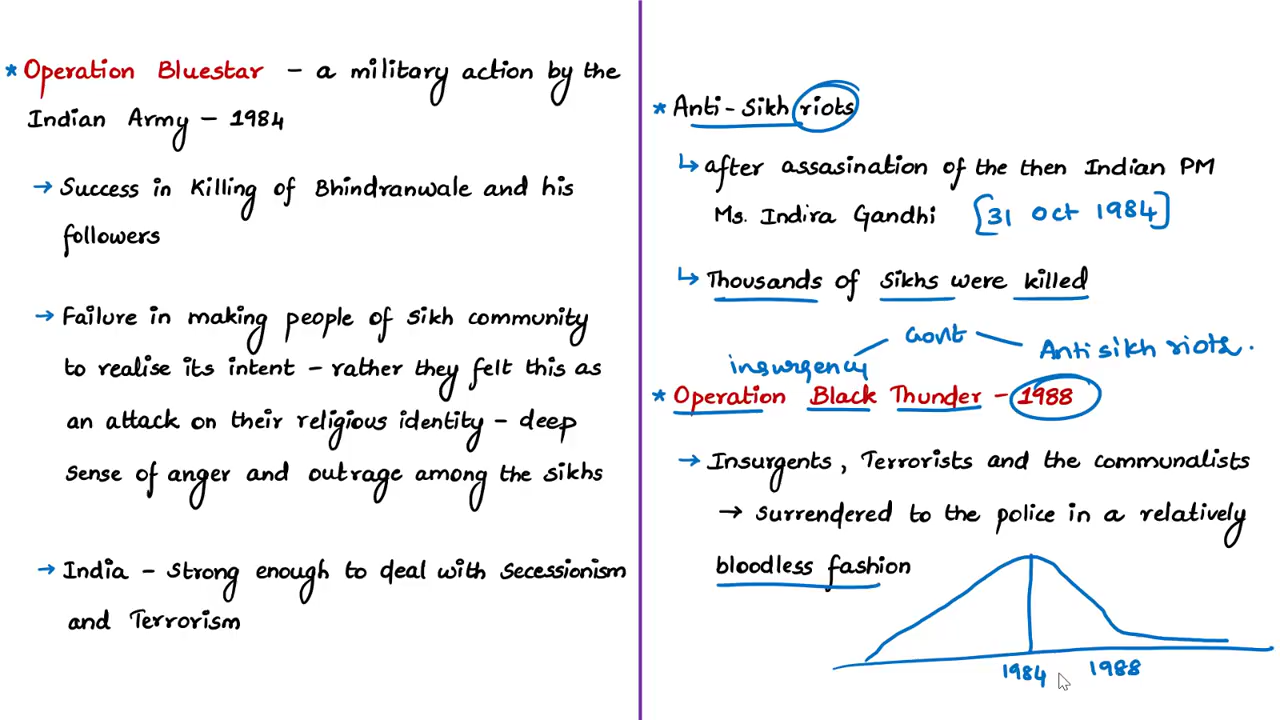 * Operation Bluestar – a military action by the
Indian Army – 1984
→ Success in Killing of Bhindranwale and his
followers
→ Failure in making people of Sikh community
to realise its intent – rather they felt this as
an attack on their religious identity – deep
sense of anger and outrage among the sikhs
→ India – strong enough to deal with secessionism
and Terrorism
* Anti-Sikh riots
↳ after assasination of the then Indian PM
Ms. Indira Gandhi [31 Oct 1984]
↳ Thousands of Sikhs were killed
Govt
insurgency
Anti sikh riots.
* Operation Black Thunder – 1988
→ Insurgents, Terrorists and the communalists
→ surrendered to the police in a relatively
bloodless fashion
1984 1988